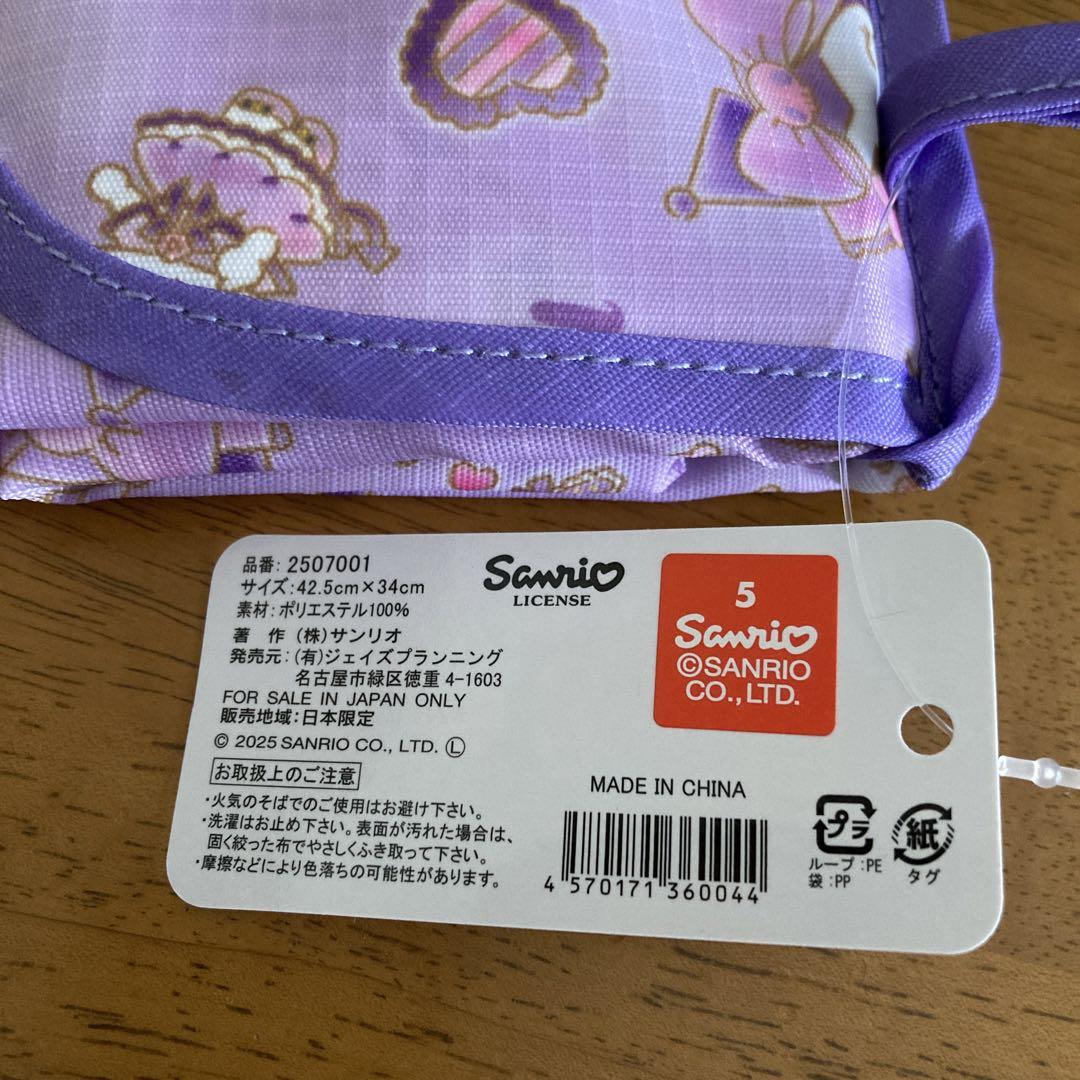 品番: 2507001
サイズ: 42.5cm×34cm
素材: ポリエステル100%
著　作 (株)サンリオ
発売元: (有)ジェイズプランニング
名古屋市緑区徳重 4-1603
FOR SALE IN JAPAN ONLY
販売地域: 日本限定
© 2025 SANRIO CO., LTD. Ⓛ
お取扱上のご注意
・火気のそばでのご使用はお避け下さい。
・洗濯はお止め下さい。表面が汚れた場合は、
固く絞った布でやさしくふき取って下さい。
・摩擦などにより色落ちの可能性があります。
Sanrio
LICENSE
5
Sanrio
©SANRIO
CO., LTD.
MADE IN CHINA
4 570171 360044
プラ
ループ :PE
袋 :PP
紙
タグ